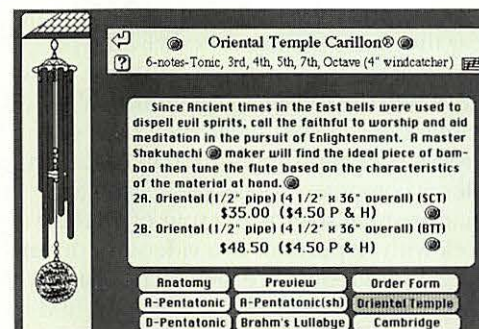 Oriental Temple Carillon®
? 6-notes-Tonic, 3rd, 4th, 5th, 7th, Octave (4" windcatcher)
Since Ancient times in the East bells were used to
dispell evil spirits, call the faithful to worship and aid
meditation in the pursuit of Enlightenment. A master
Shakuhachi maker will find the ideal piece of bam-
boo then tune the flute based on the characteristics
of the material at hand.
2A. Oriental (1/2" pipe) (4 1/2' x 36" overall) (SCT)
$35.00 ($4.50 P & H)
2B. Oriental (1/2" pipe) (4 1/2' x 36" overall) (BTT)
$48.50 ($4.50 P & H)
Anatomy Preview Order Form
A-Pentatonic A-Pentatonic(sh) Oriental Temple
D-Pentatonic Brahm's Lullabye Cambridge